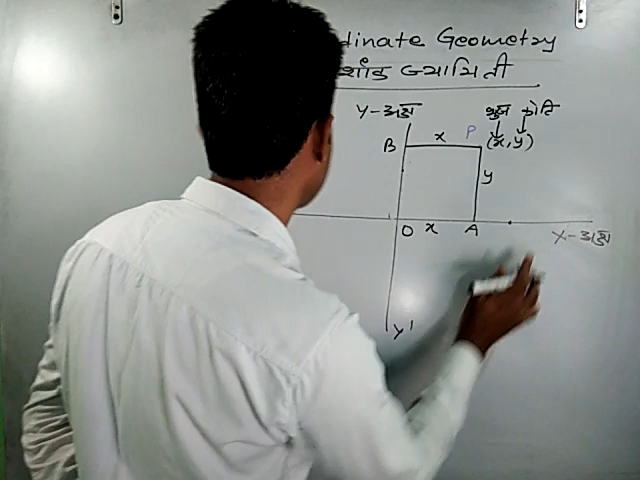 dinate Geometry
Y-अक्ष
भुज कोटि
B x P (x, y)
y
O x A
X-अक्ष
Y'